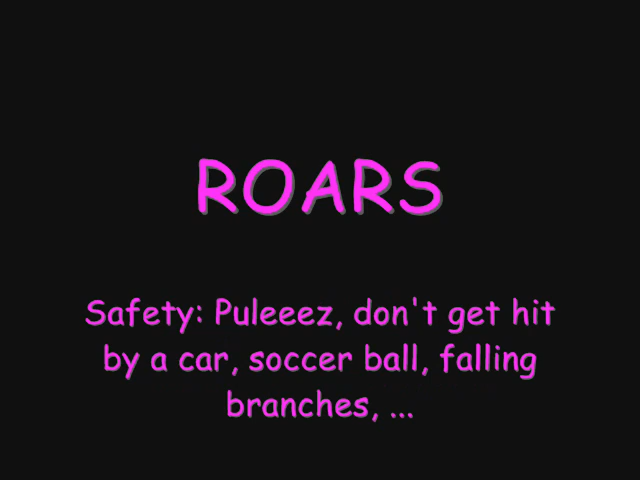 ROARS
Safety: Puleeez, don't get hit
by a car, soccer ball, falling
branches, ...